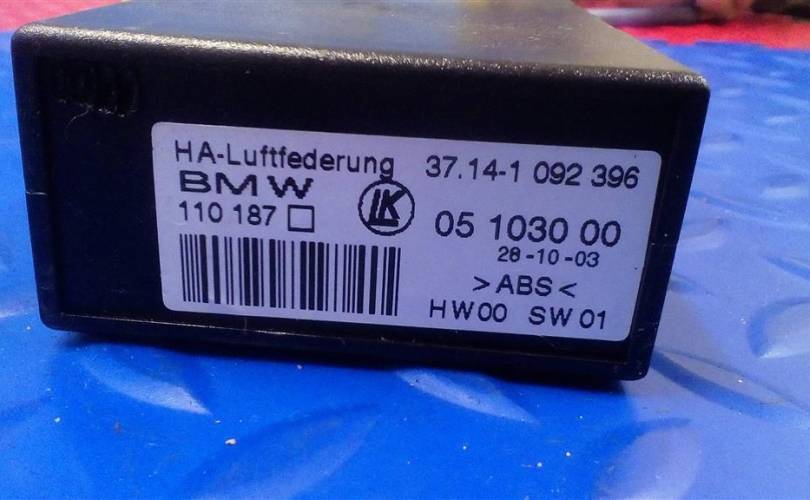 HA-Luftfederung 37.14-1 092 396
BMW
LK
110 187
05 1030 00
28-10-03
>ABS<
HW00 SW01